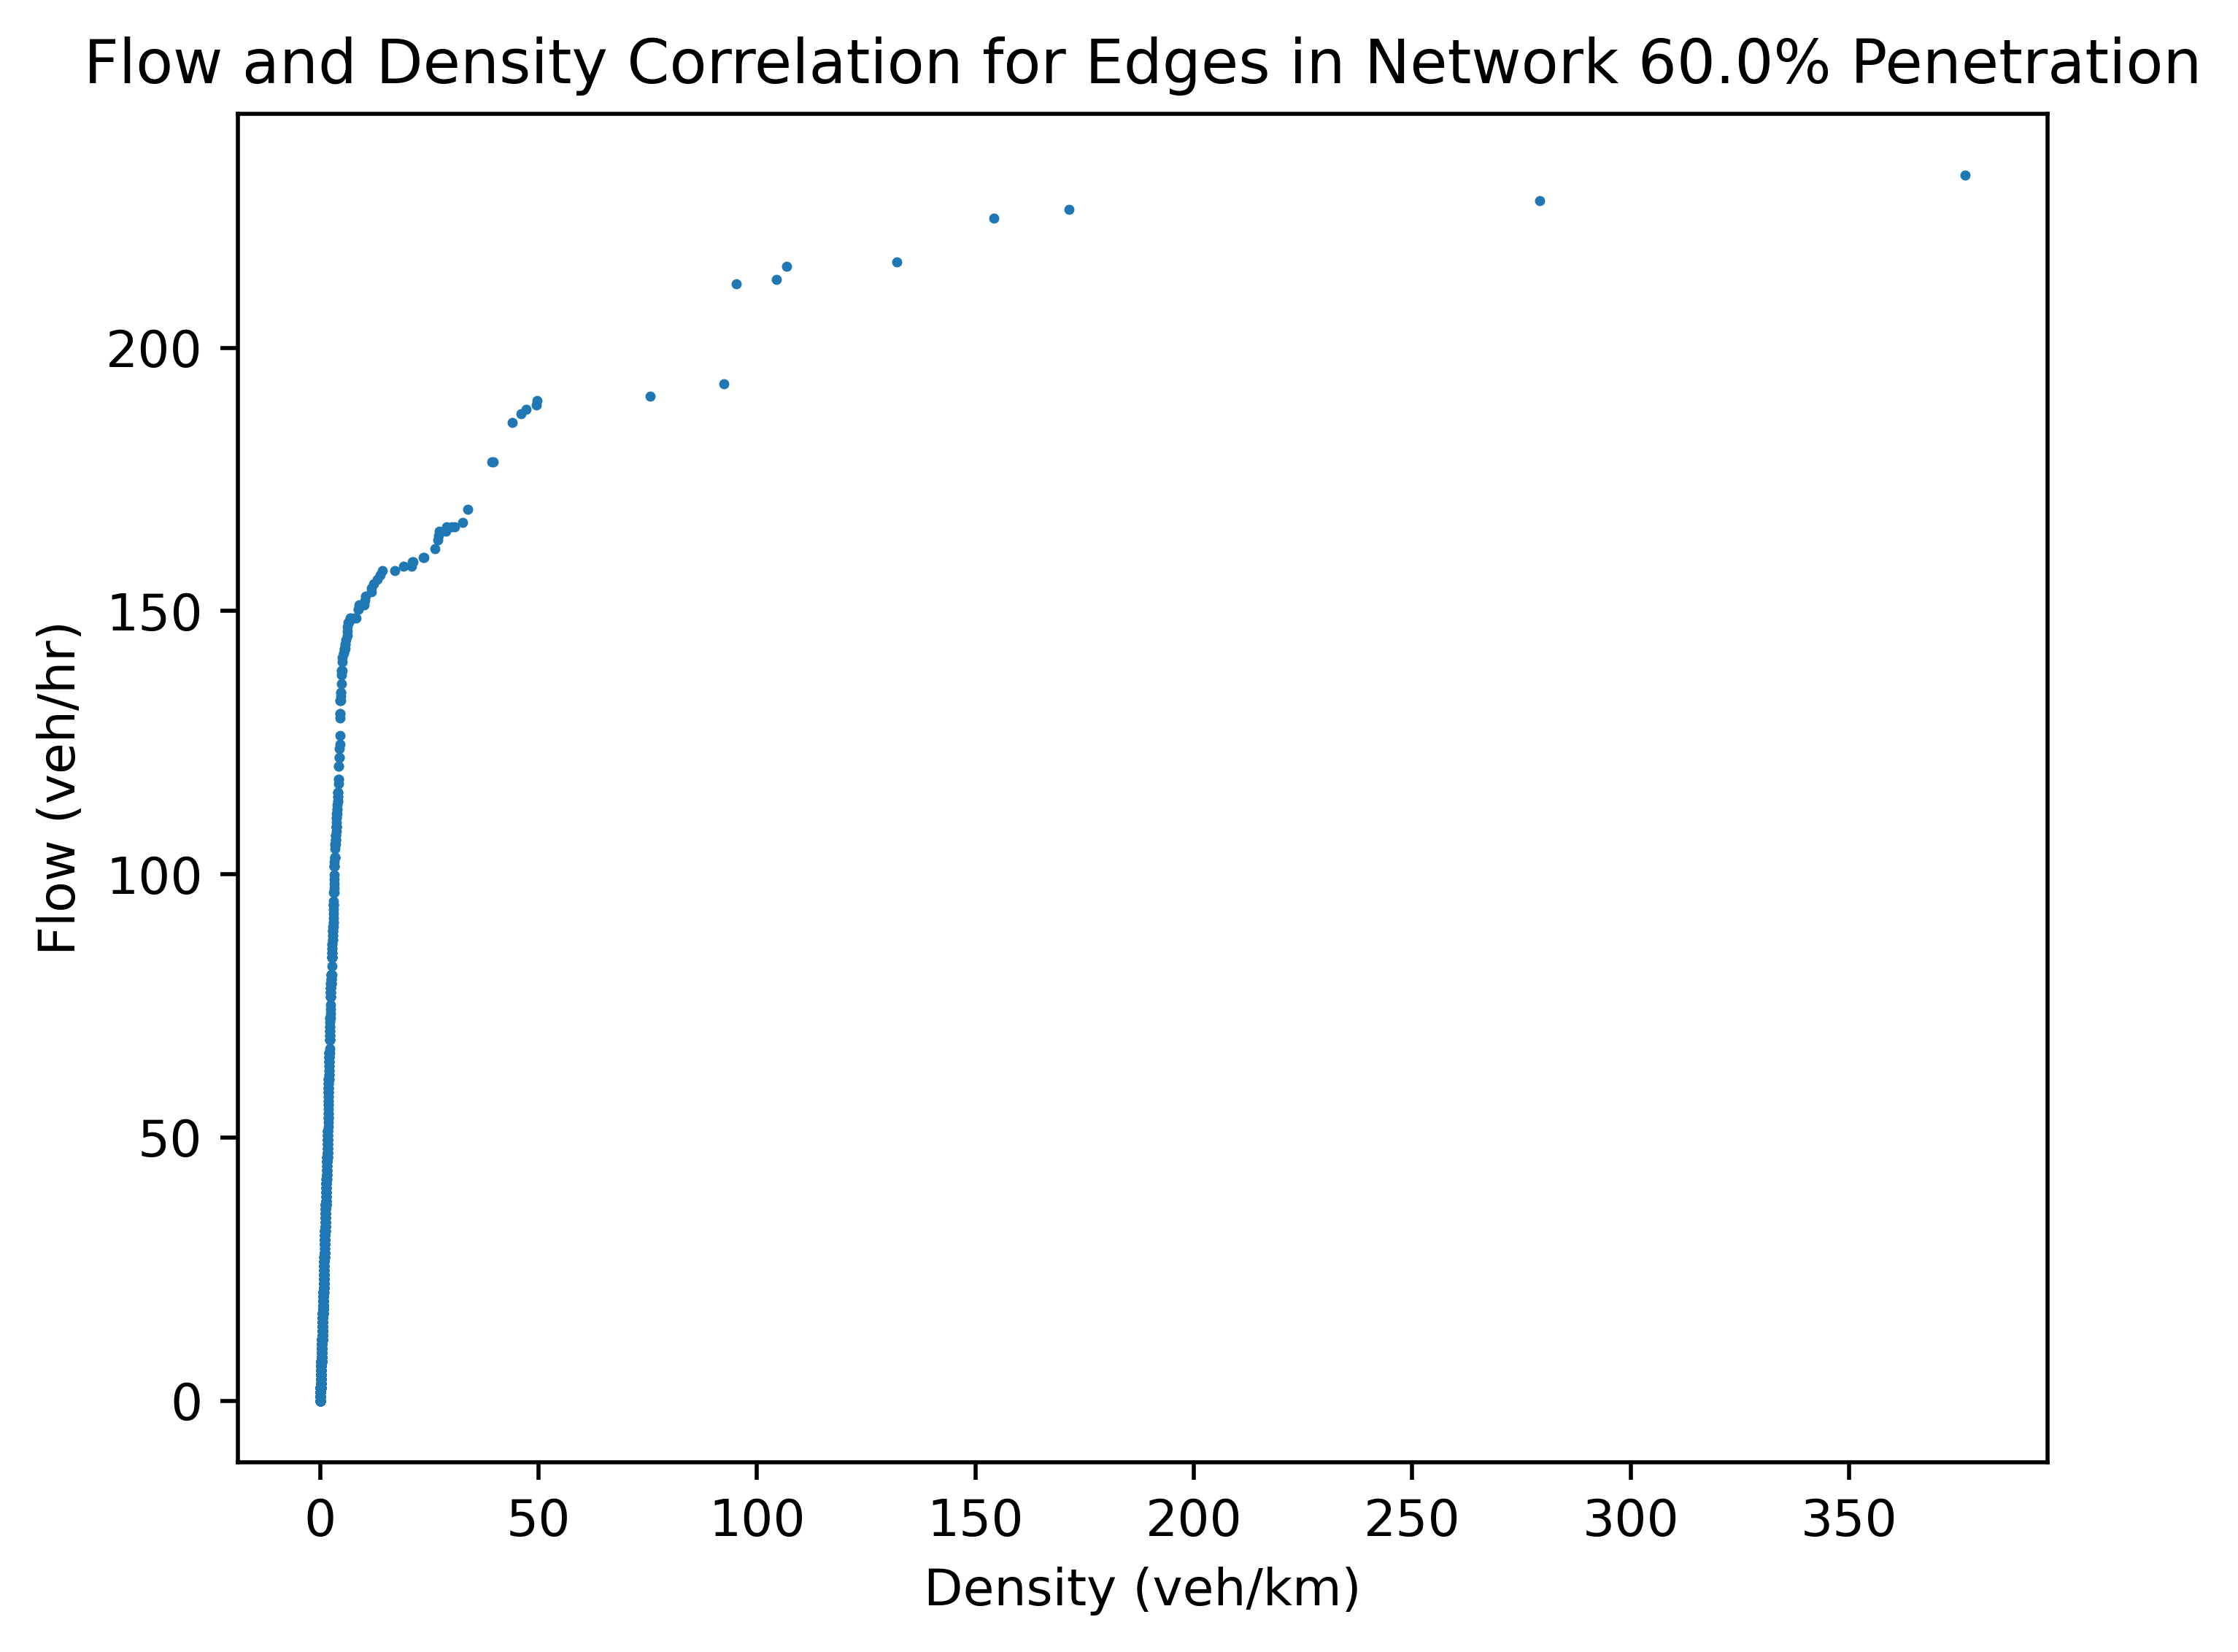 Flow and Density Correlation for Edges in Network 60.0% Penetration
200
150
100
50
0
Flow (veh/hr)
0 50 100 150 200 250 300 350
Density (veh/km)